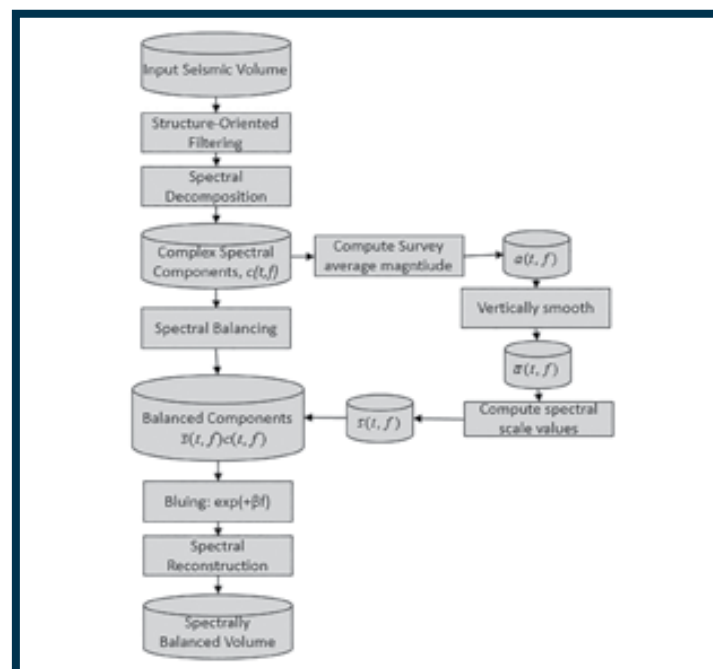 Input Seismic Volume
Structure-Oriented
Filtering
Spectral
Decomposition
Complex Spectral
Components, c(t,f)
Compute Survey
average magntiude
a(t, f)
Vertically smooth
Spectral Balancing
a̅(t, f)
Compute spectral
scale values
s̅(t, f)
Balanced Components
s̅(t, f)c(t, f)
Bluing: exp(+βf)
Spectral
Reconstruction
Spectrally
Balanced Volume